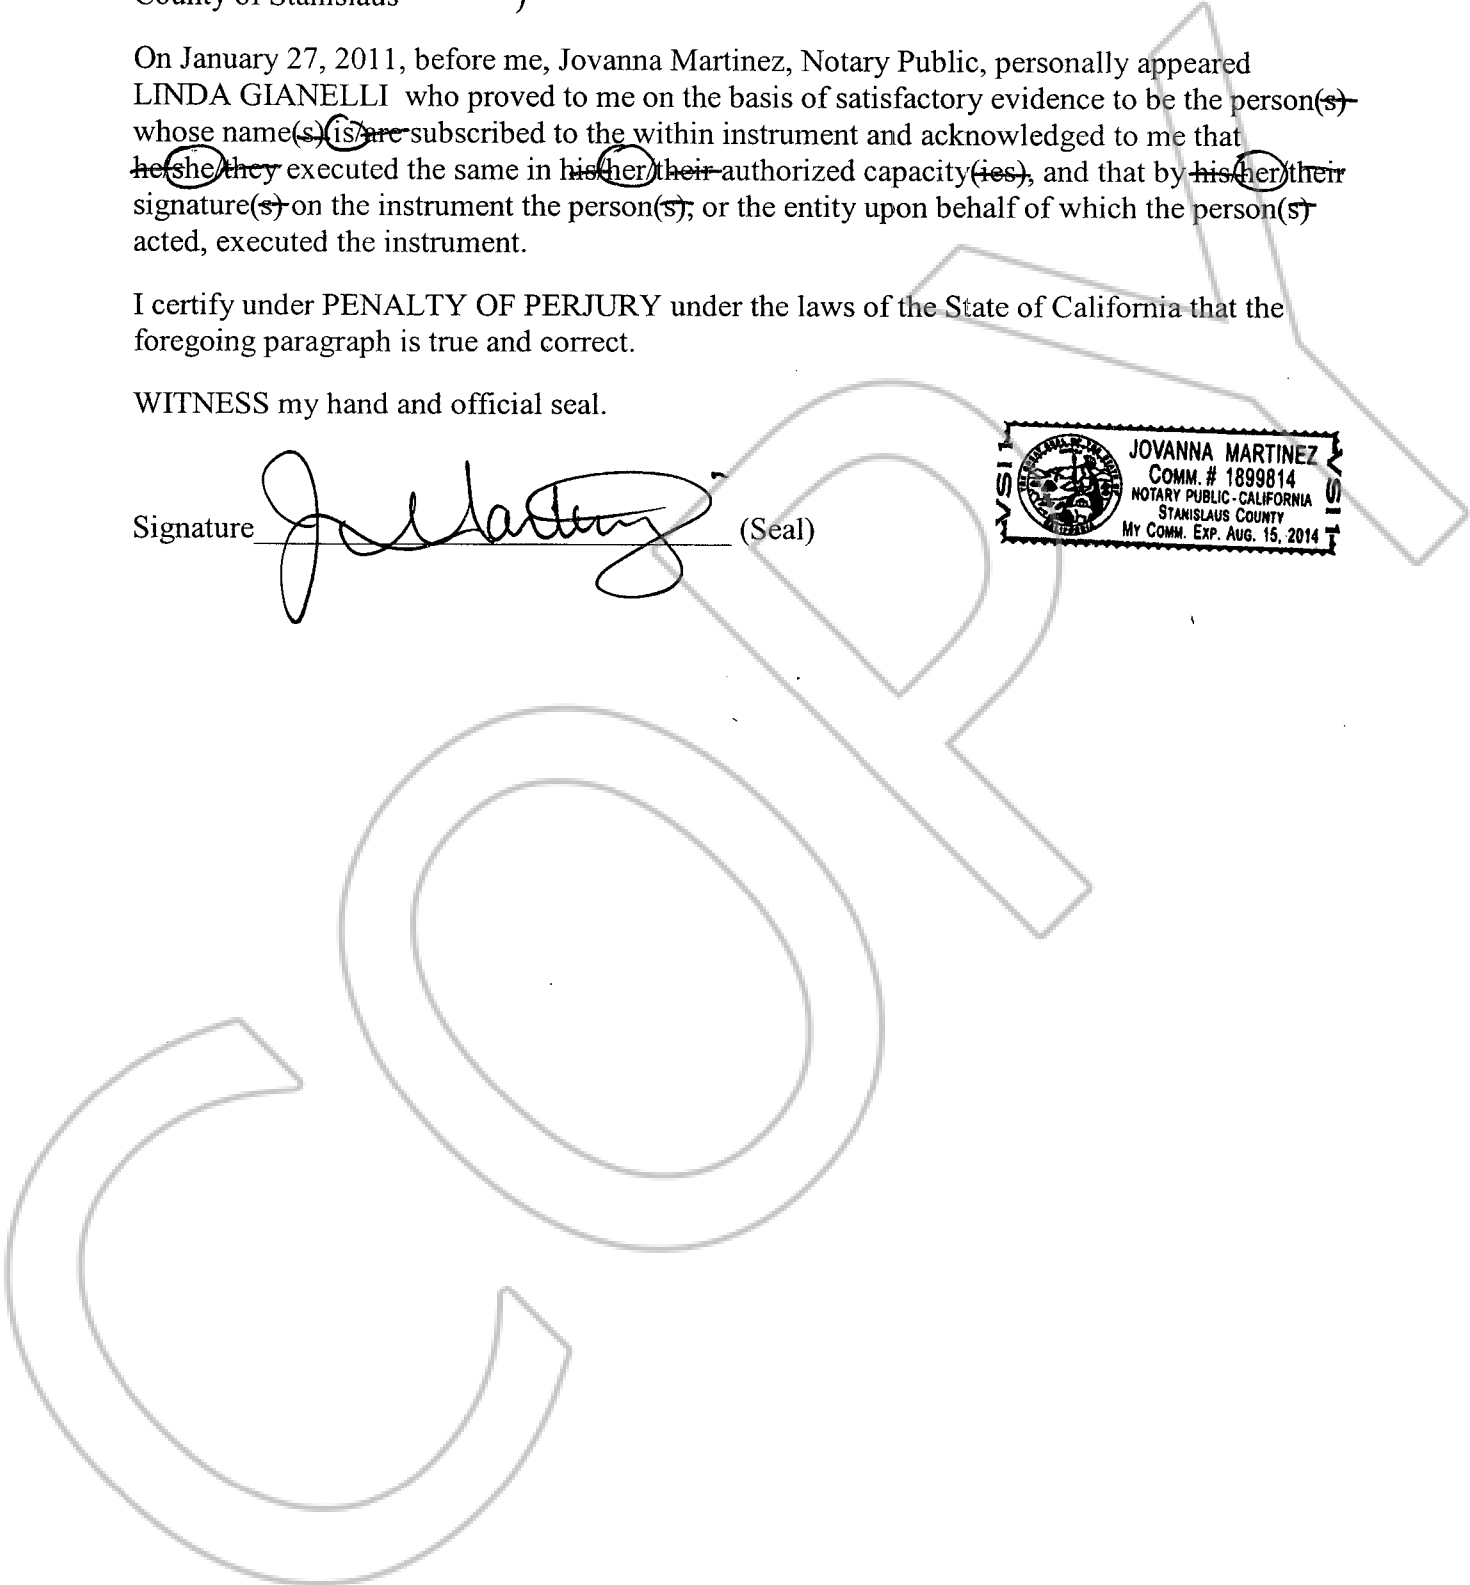 County of Stanislaus )
On January 27, 2011, before me, Jovanna Martinez, Notary Public, personally appeared
LINDA GIANELLI who proved to me on the basis of satisfactory evidence to be the person(s)
whose name(s) is/are subscribed to the within instrument and acknowledged to me that
he/she/they executed the same in his/her/their authorized capacity(ies), and that by his/her/their
signature(s) on the instrument the person(s), or the entity upon behalf of which the person(s)
acted, executed the instrument.
I certify under PENALTY OF PERJURY under the laws of the State of California that the
foregoing paragraph is true and correct.
WITNESS my hand and official seal.
Signature J Martinez (Seal)
VSI 1
JOVANNA MARTINEZ
COMM. # 1899814
NOTARY PUBLIC - CALIFORNIA
STANISLAUS COUNTY
MY COMM. EXP. AUG. 15, 2014
VSI 1
COPY